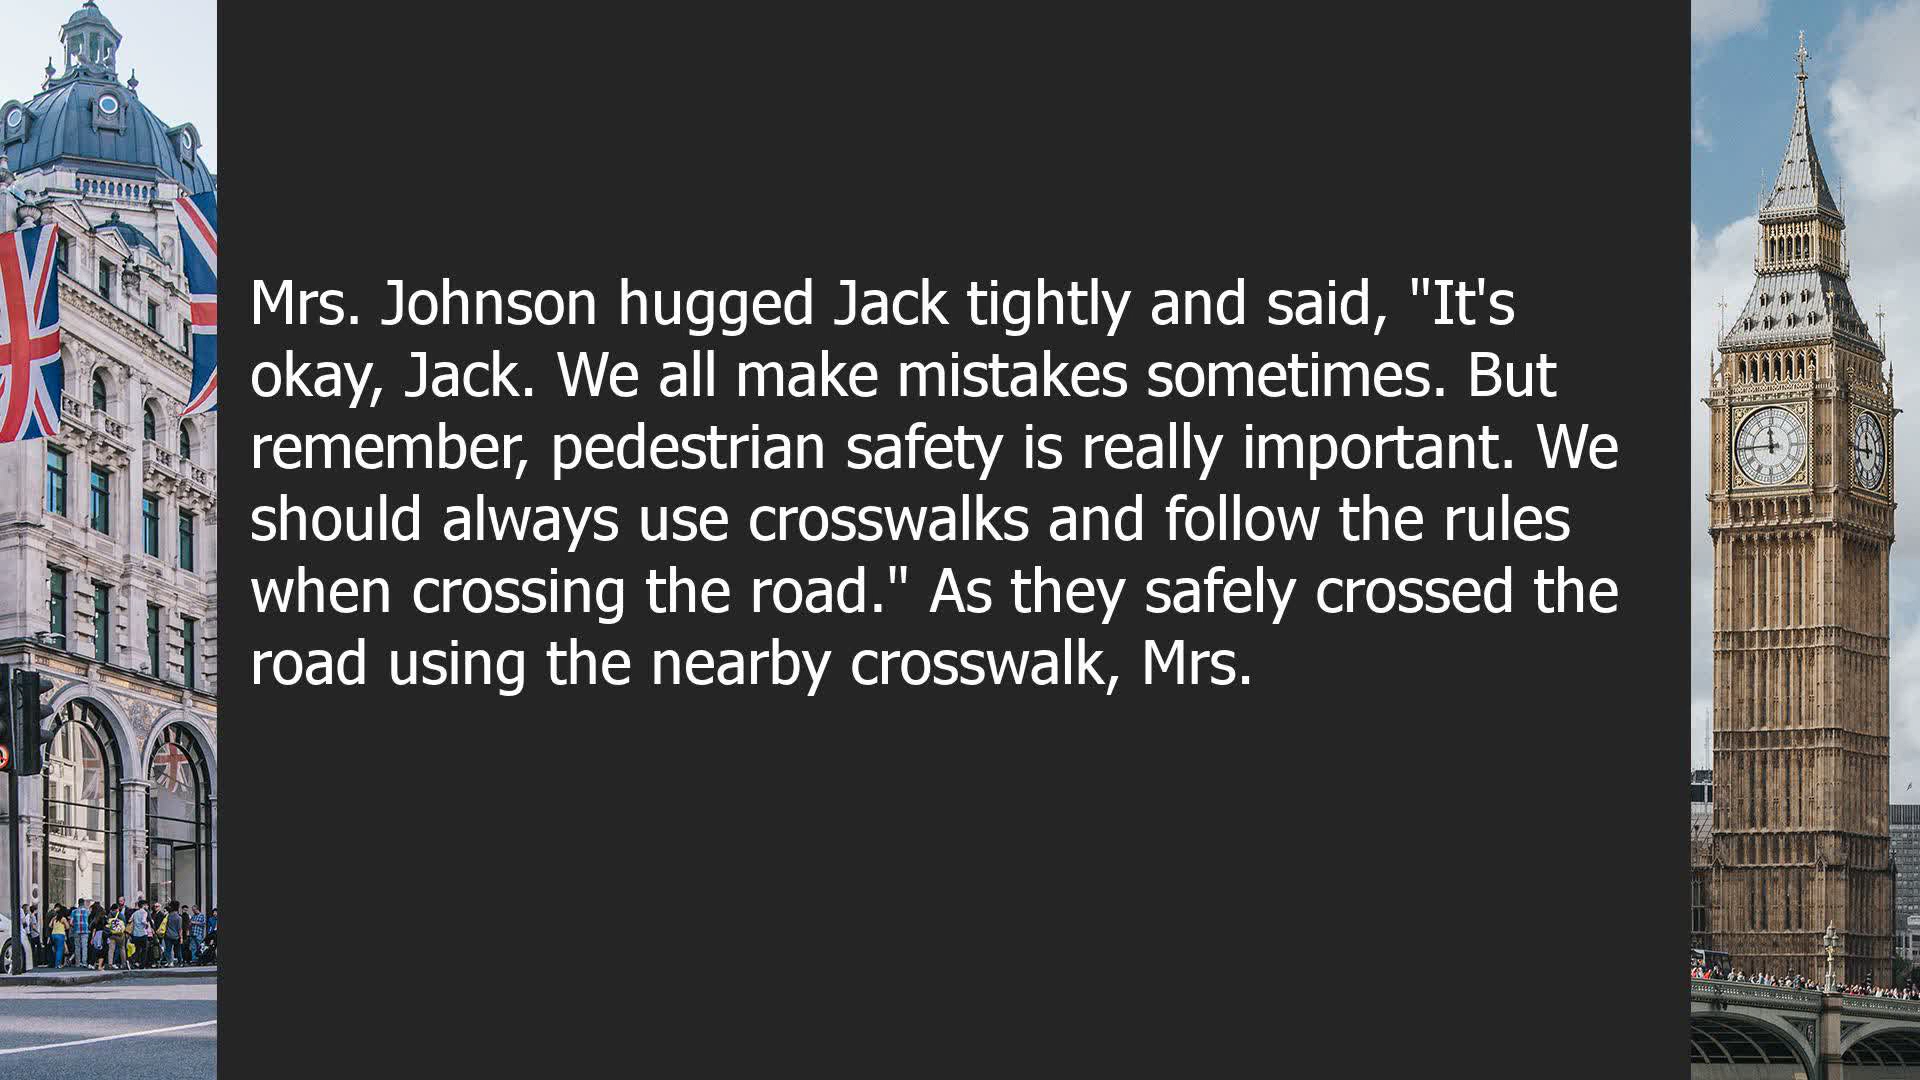 Mrs. Johnson hugged Jack tightly and said, "It's
okay, Jack. We all make mistakes sometimes. But
remember, pedestrian safety is really important. We
should always use crosswalks and follow the rules
when crossing the road." As they safely crossed the
road using the nearby crosswalk, Mrs.